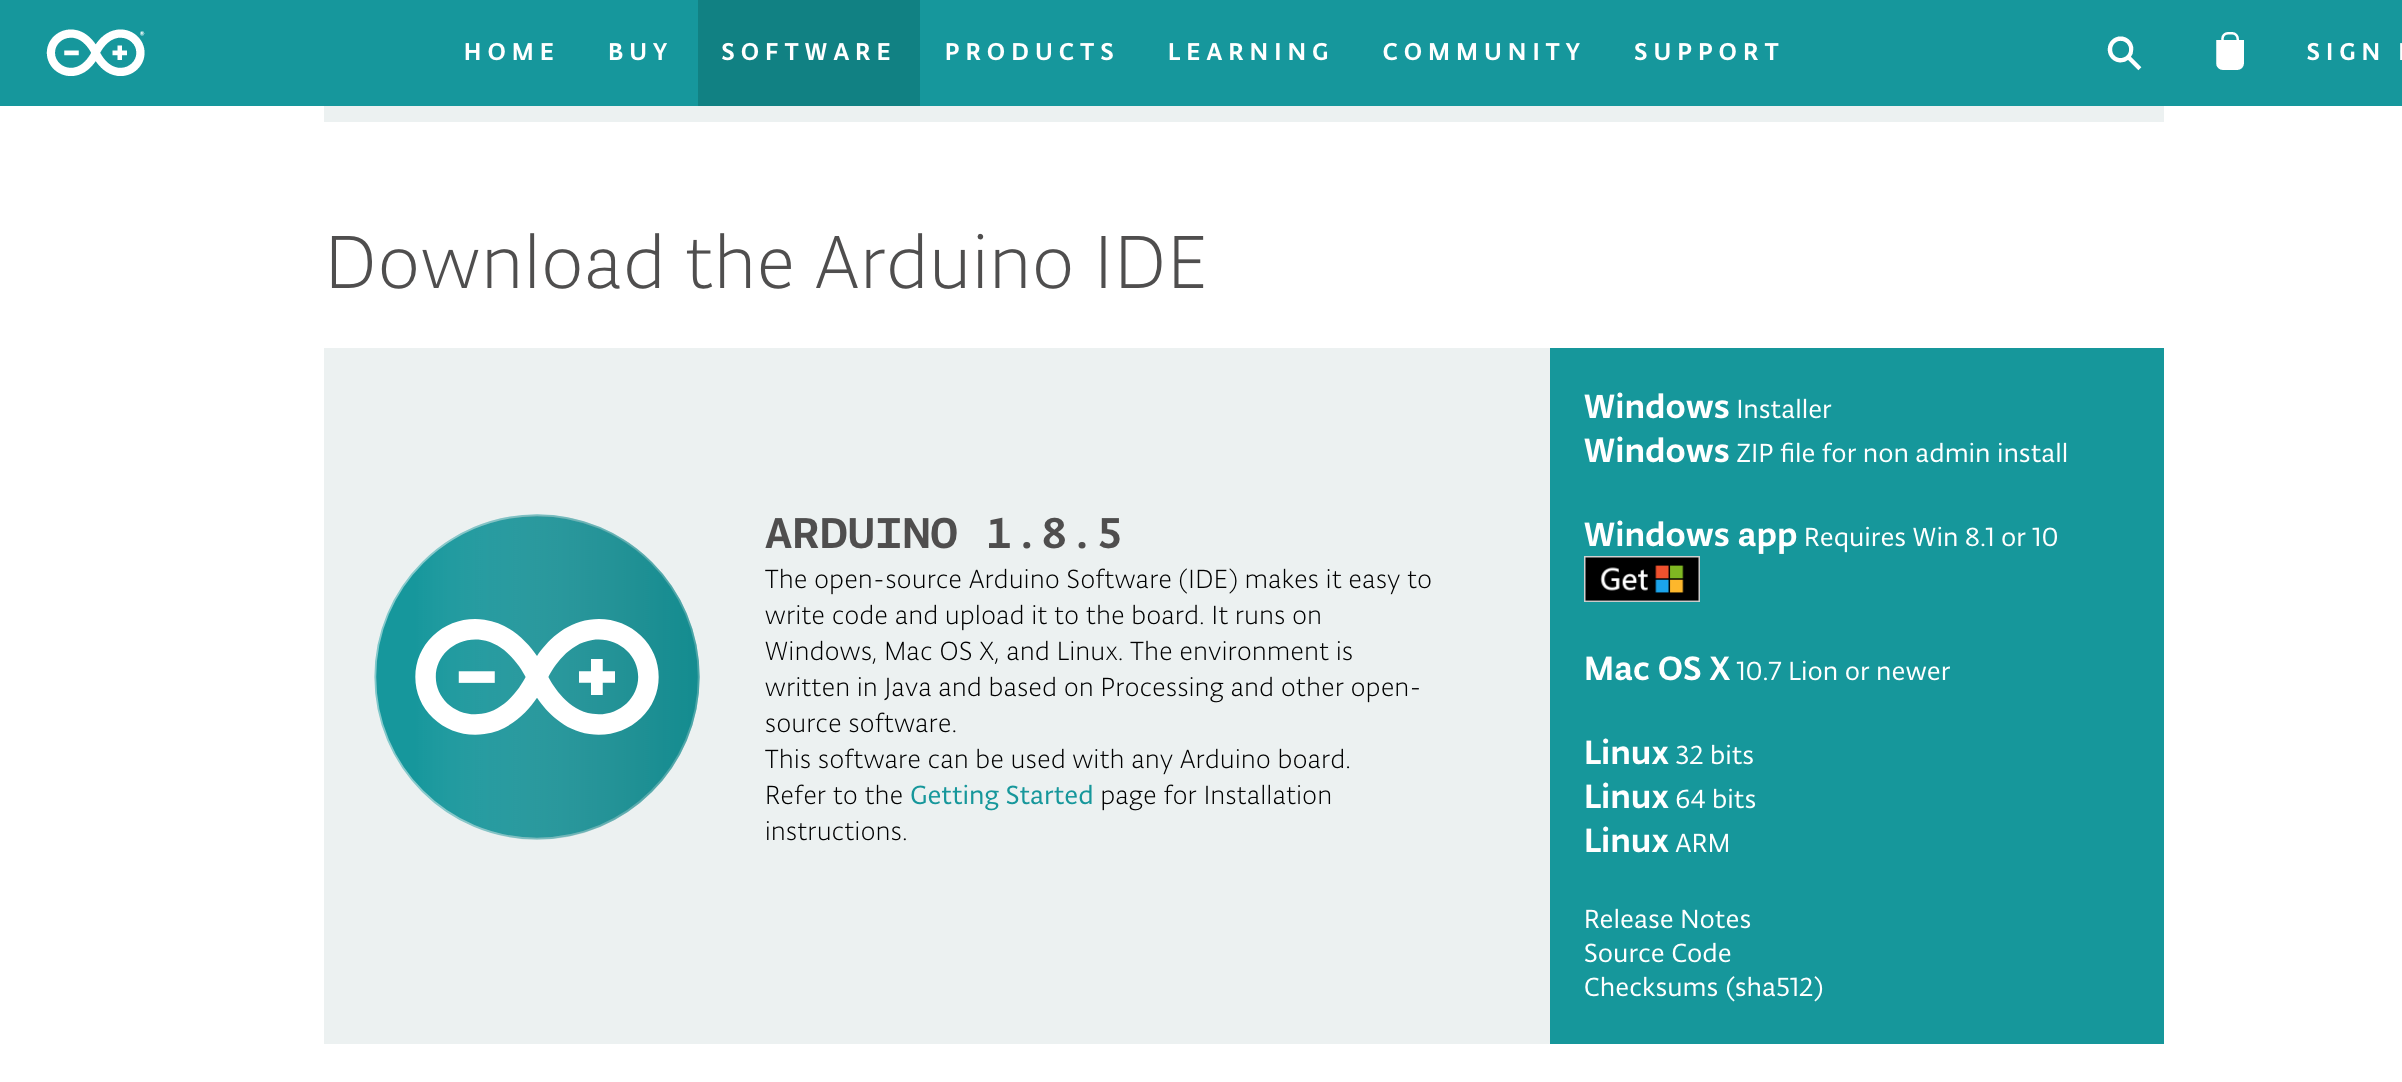 HOME BUY SOFTWARE PRODUCTS LEARNING COMMUNITY SUPPORT SIGN
Download the Arduino IDE
ARDUINO 1.8.5
The open-source Arduino Software (IDE) makes it easy to
write code and upload it to the board. It runs on
Windows, Mac OS X, and Linux. The environment is
written in Java and based on Processing and other open-
source software.
This software can be used with any Arduino board.
Refer to the Getting Started page for Installation
instructions.
Windows Installer
Windows ZIP file for non admin install
Windows app Requires Win 8.1 or 10
Get
Mac OS X 10.7 Lion or newer
Linux 32 bits
Linux 64 bits
Linux ARM
Release Notes
Source Code
Checksums (sha512)